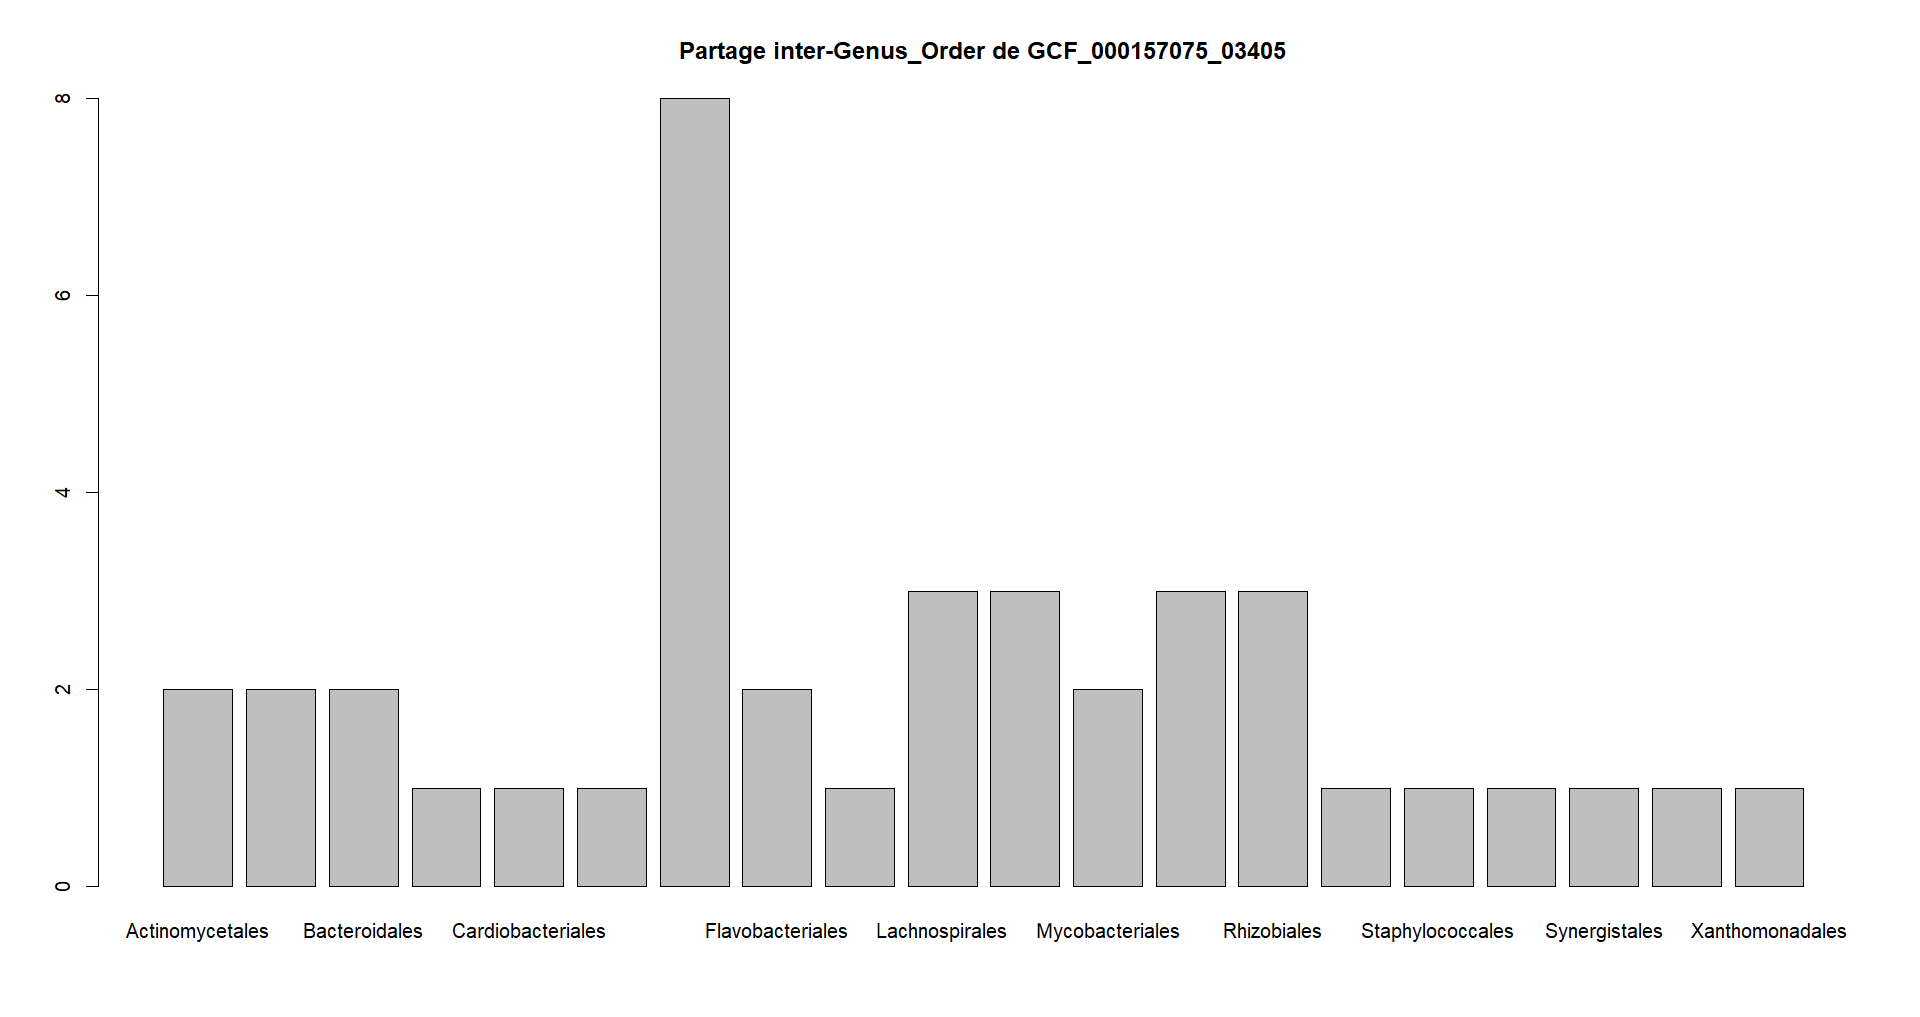 Partage inter-Genus_Order de GCF_000157075_03405
8
6
4
2
0
Actinomycetales Bacteroidales Cardiobacteriales Flavobacteriales Lachnospirales Mycobacteriales Rhizobiales Staphylococcales Synergistales Xanthomonadales